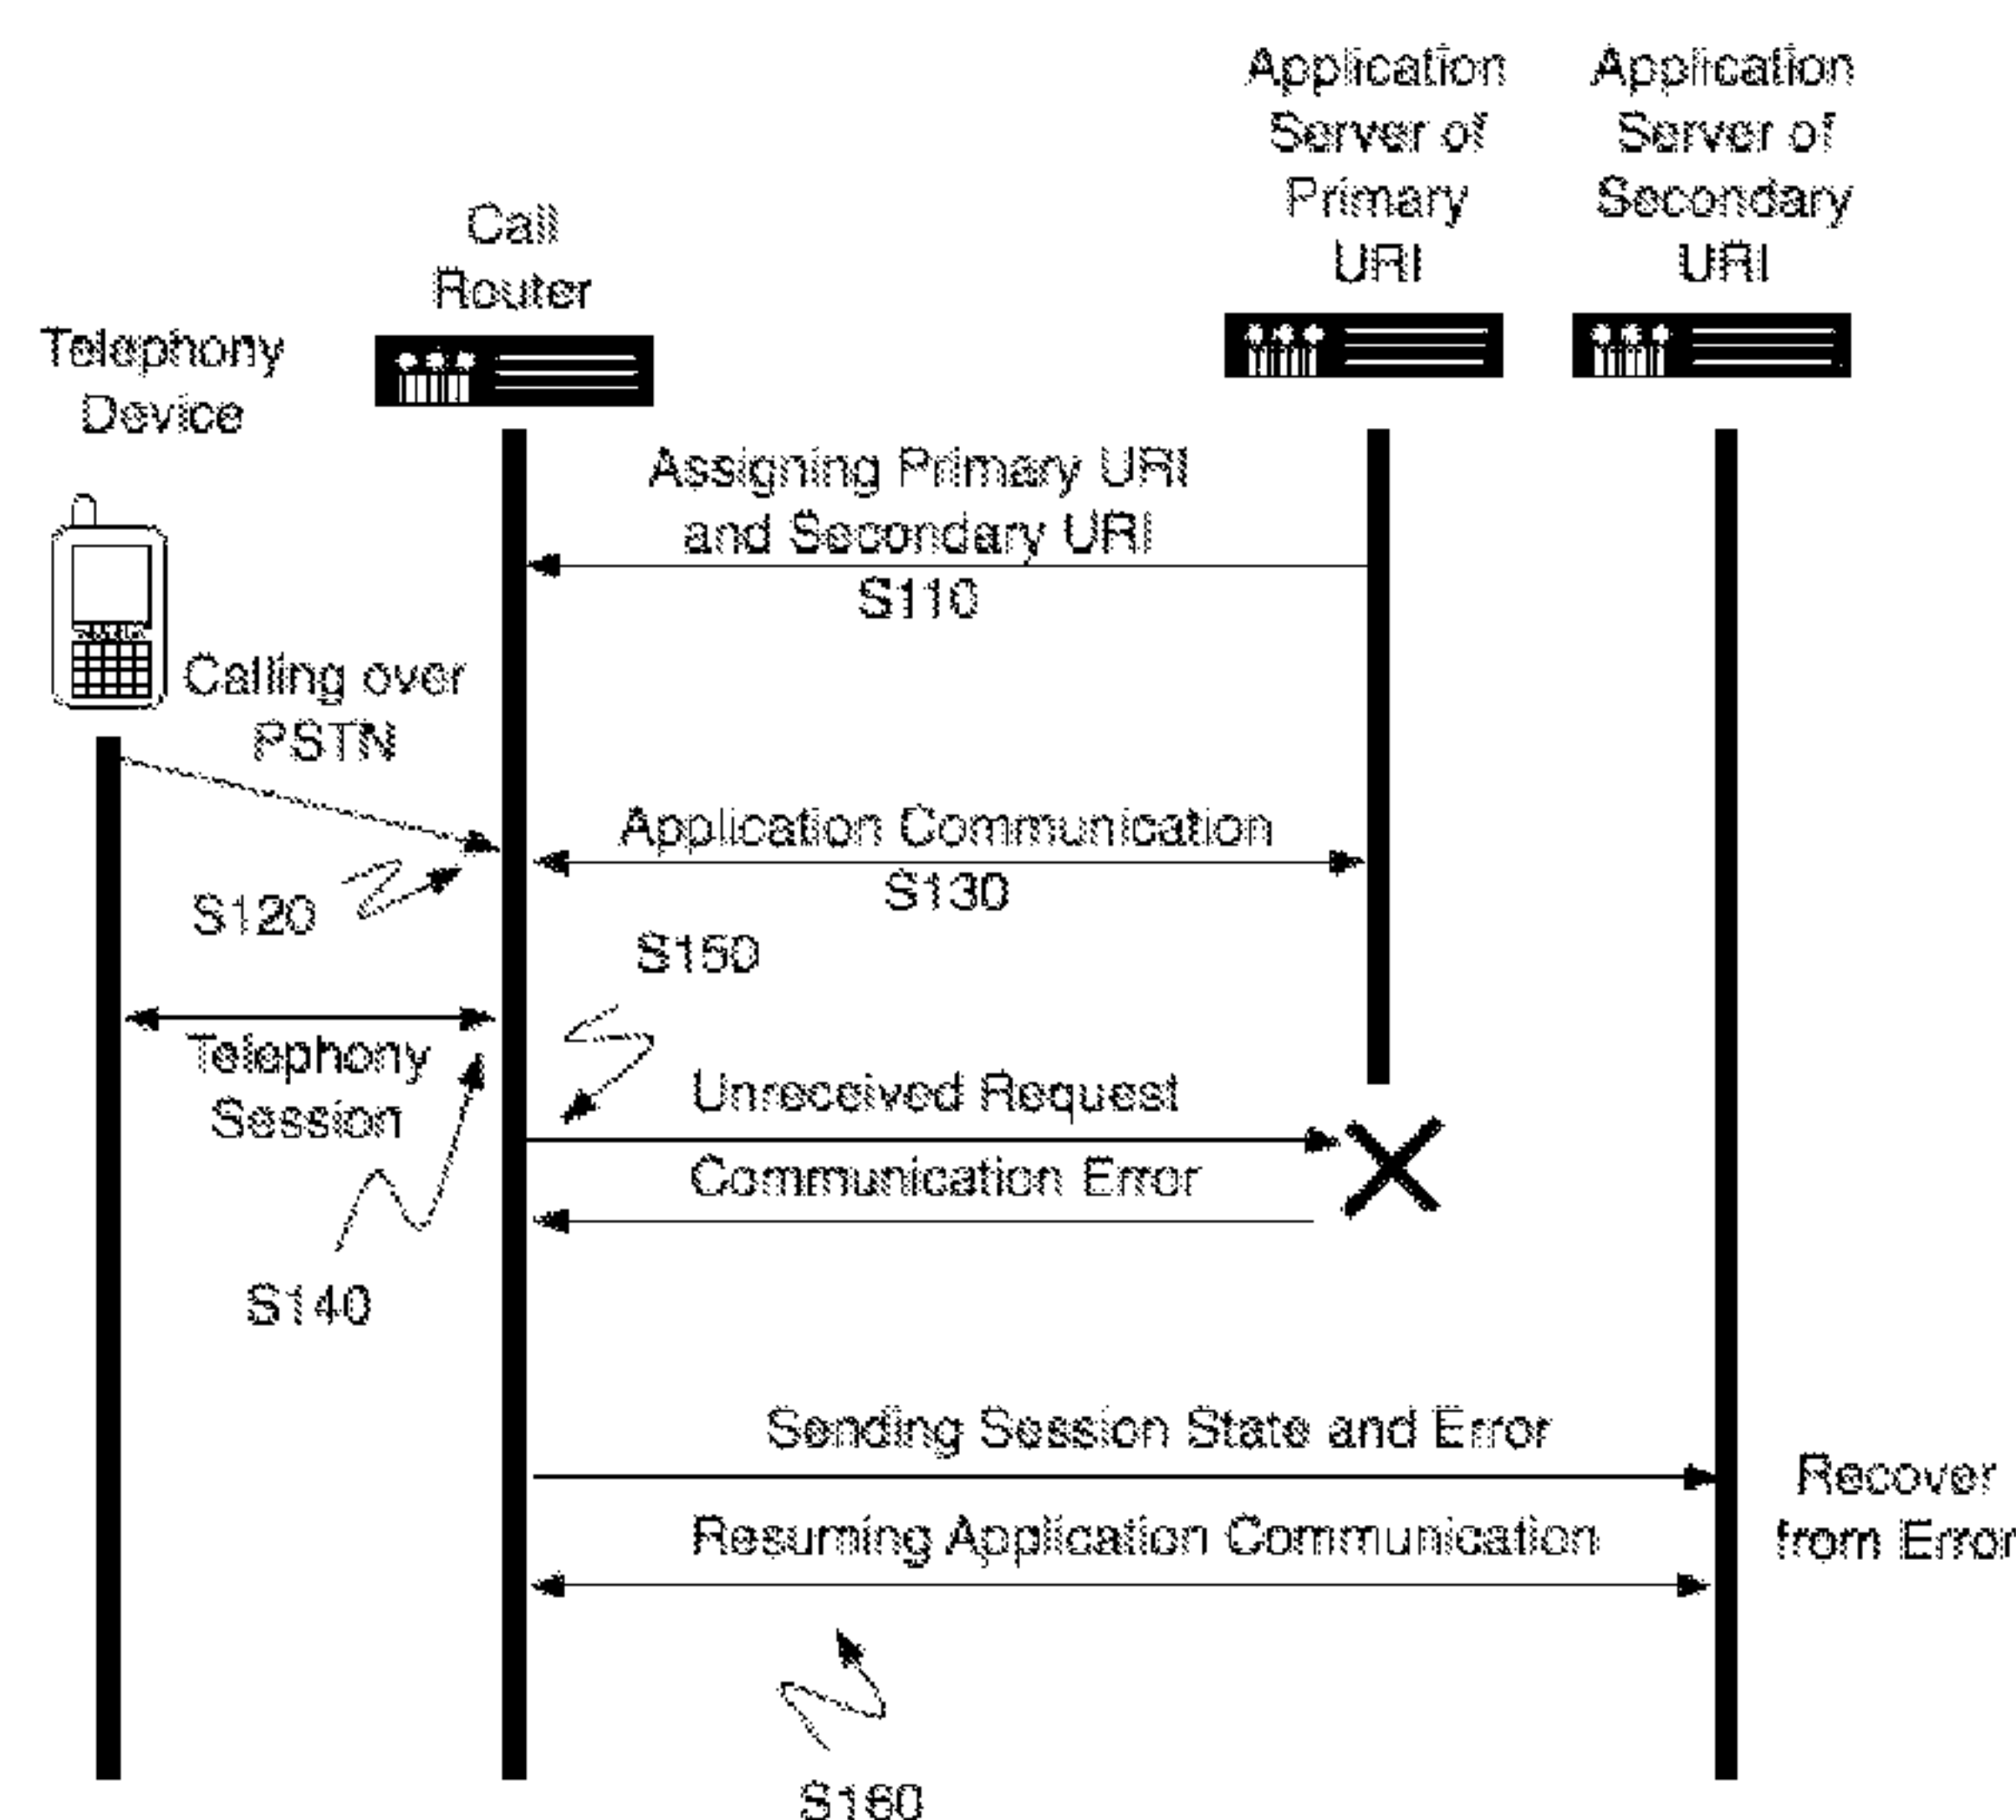 Application
Server of
Primary
URI
Application
Server of
Secondary
URI
Call
Router
Telephony
Device
Assigning Primary URI
and Secondary URI
S110
Calling over
PSTN
Application Communication
S130
S120
S150
Telephony
Session
Unreceived Request
Communication Error
S140
Sending Session State and Error
Recover
from Error
Resuming Application Communication
S160